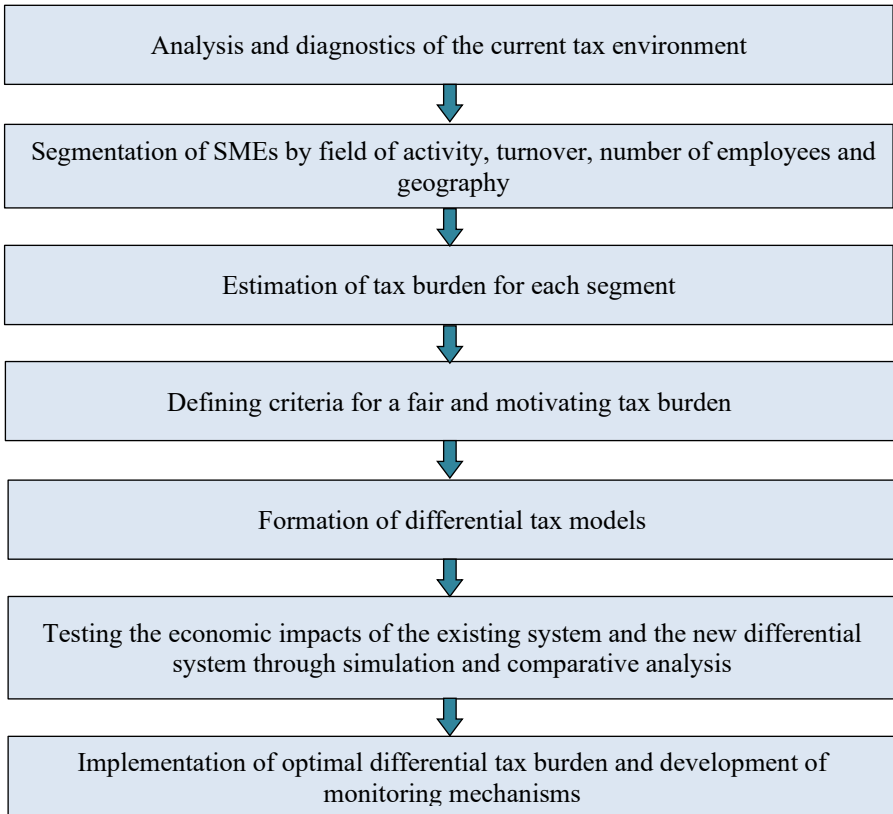 Analysis and diagnostics of the current tax environment
Segmentation of SMEs by field of activity, turnover, number of employees and
geography
Estimation of tax burden for each segment
Defining criteria for a fair and motivating tax burden
Formation of differential tax models
Testing the economic impacts of the existing system and the new differential
system through simulation and comparative analysis
Implementation of optimal differential tax burden and development of
monitoring mechanisms